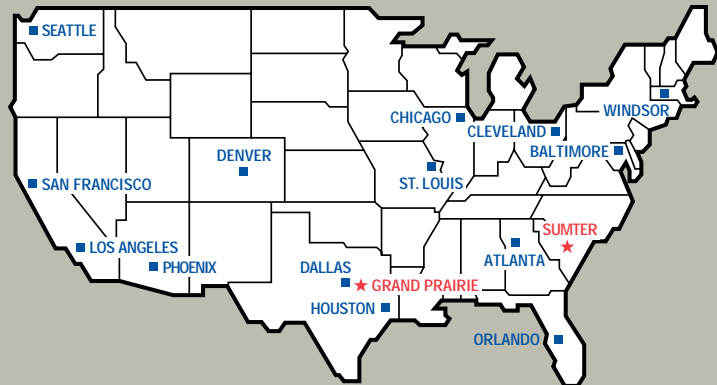 SEATTLE
CHICAGO
CLEVELAND
WINDSOR
BALTIMORE
DENVER
ST. LOUIS
SAN FRANCISCO
SUMTER
LOS ANGELES
ATLANTA
PHOENIX
DALLAS
GRAND PRAIRIE
HOUSTON
ORLANDO